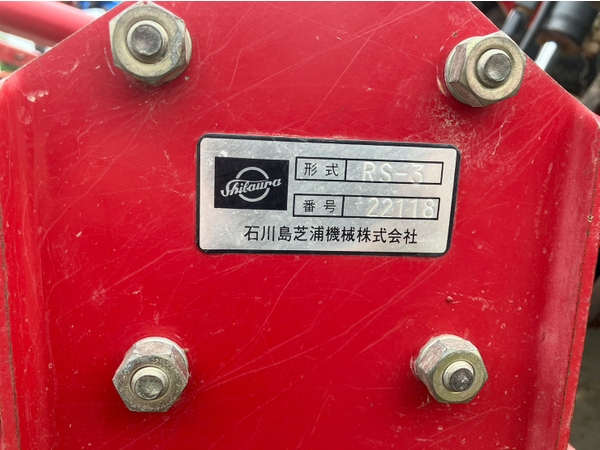 Shibaura
形式 RS-3
番号 22118
石川島芝浦機械株式会社